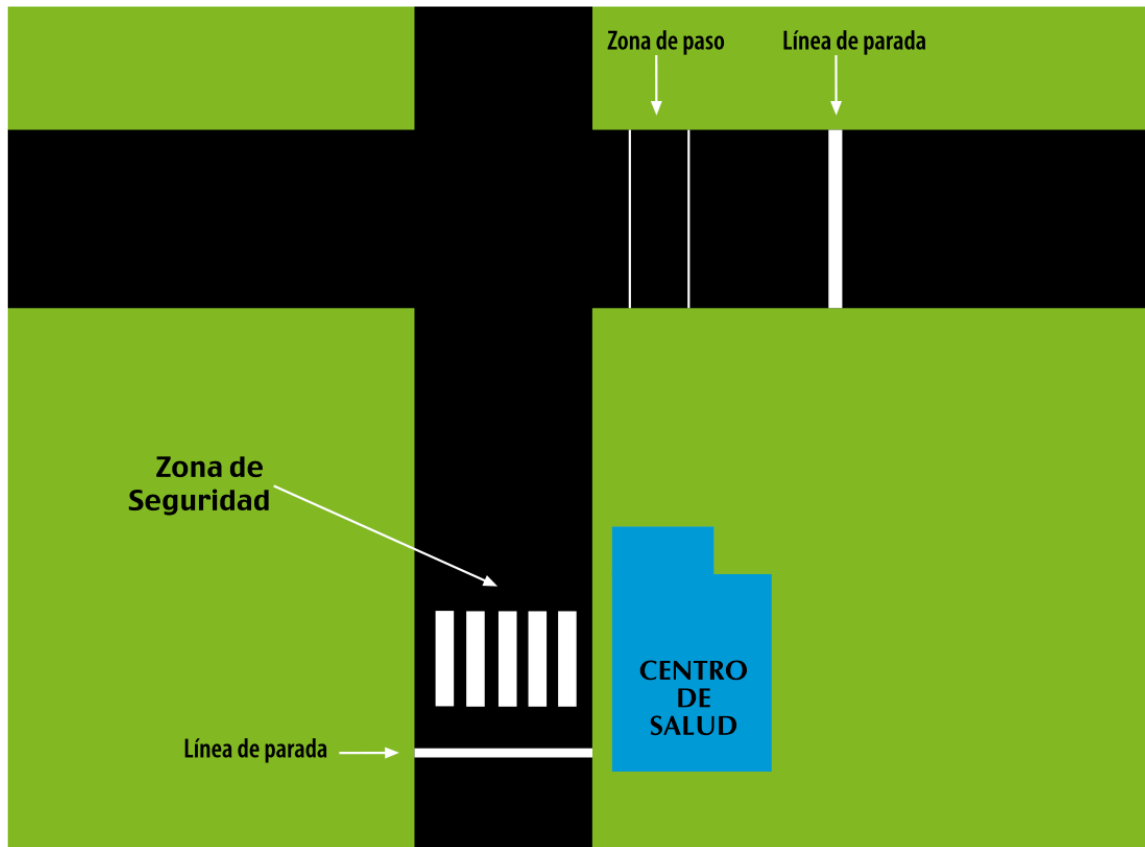 Zona de paso
Línea de parada
Zona de
Seguridad
CENTRO
DE
SALUD
Línea de parada